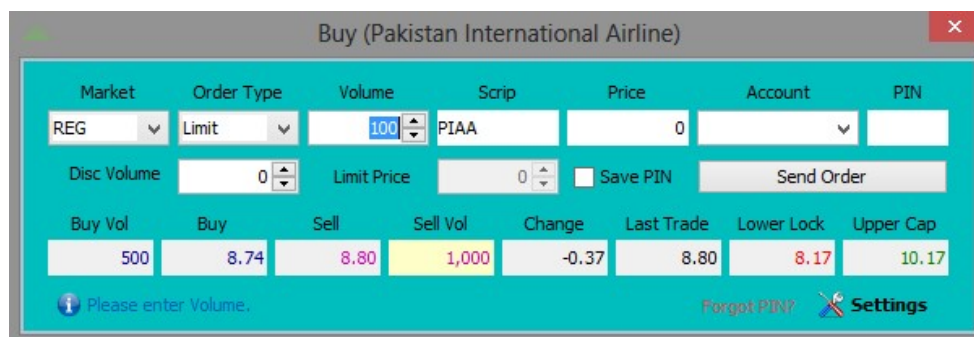 Buy (Pakistan International Airline)
Market Order Type Volume Scrip Price Account PIN
REG Limit 100 PIAA 0
Disc Volume 0 Limit Price 0 Save PIN Send Order
Buy Vol Buy Sell Sell Vol Change Last Trade Lower Lock Upper Cap
500 8.74 8.80 1,000 -0.37 8.80 8.17 10.17
Please enter Volume. Forgot PIN? Settings